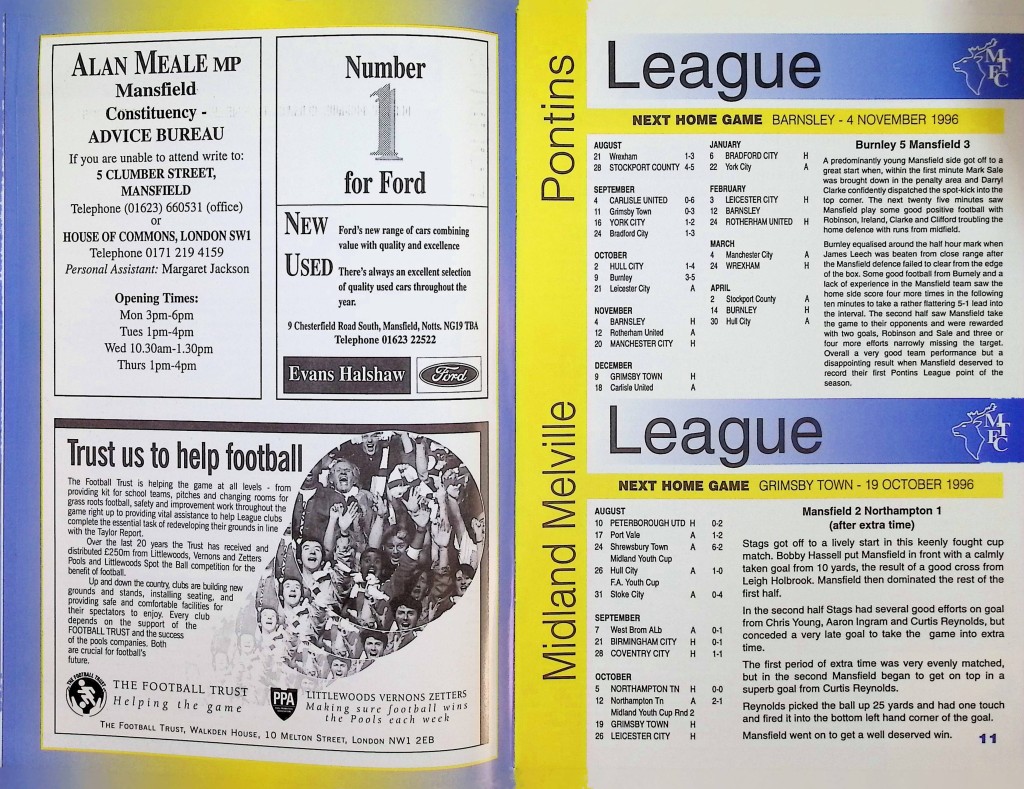 ALAN MEALE MP
Mansfield
Constituency -
ADVICE BUREAU
If you are unable to attend write to:
5 CLUMBER STREET,
MANSFIELD
Telephone (01623) 660531 (office)
or
HOUSE OF COMMONS, LONDON SW1
Telephone 0171 219 4159
Personal Assistant: Margaret Jackson
Opening Times:
Mon 3pm-6pm
Tues 1pm-4pm
Wed 10.30am-1.30pm
Thurs 1pm-4pm
Number
1
for Ford
NEW Ford's new range of cars combining
value with quality and excellence
USED There's always an excellent selection
of quality used cars throughout the
year.
9 Chesterfield Road South, Mansfield, Notts. NG19 TBA
Telephone 01623 22522
Evans Halshaw
Ford
Trust us to help football
The Football Trust is helping the game at all levels - from
providing kit for school teams, pitches and changing rooms for
grass roots football, safety and improvement work throughout the
game right up to providing vital assistance to help League clubs
complete the essential task of redeveloping their grounds in line
with the Taylor Report.
Over the last 20 years the Trust has received and
distributed £250m from Littlewoods, Vernons and Zetters
Pools and Littlewoods Spot the Ball competition for the
benefit of football.
Up and down the country, clubs are building new
grounds and stands, installing seating, and
providing safe and comfortable facilities for
their spectators to enjoy. Every club
depends on the support of the
FOOTBALL TRUST and the success
of the pools companies. Both
are crucial for football's
future.
THE FOOTBALL TRUST
THE FOOTBALL TRUST
Helping the game
PPA
LITTLEWOODS VERNONS ZETTERS
Making sure football wins
the Pools each week
THE FOOTBALL TRUST, WALKDEN HOUSE, 10 MELTON STREET, LONDON NW1 2EB
Pontins
League
MTFC
NEXT HOME GAME BARNSLEY - 4 NOVEMBER 1996
AUGUST
21 Wrexham 1-3
28 STOCKPORT COUNTY 4-5
SEPTEMBER
4 CARLISLE UNITED 0-6
11 Grimsby Town 0-3
16 YORK CITY 1-2
24 Bradford City 1-3
OCTOBER
2 HULL CITY 1-4
9 Burnley 3-5
21 Leicester City A
NOVEMBER
4 BARNSLEY H
12 Rotherham United A
20 MANCHESTER CITY H
DECEMBER
9 GRIMSBY TOWN H
18 Carlisle United A
JANUARY
6 BRADFORD CITY H
22 York City A
FEBRUARY
3 LEICESTER CITY H
12 BARNSLEY
24 ROTHERHAM UNITED H
MARCH
4 Manchester City A
24 WREXHAM H
APRIL
2 Stockport County A
14 BURNLEY H
30 Hull City A
Burnley 5 Mansfield 3
A predominantly young Mansfield side got off to a
great start when, within the first minute Mark Sale
was brought down in the penalty area and Darryl
Clarke confidently dispatched the spot-kick into the
top corner. The next twenty five minutes saw
Mansfield play some good positive football with
Robinson, Ireland, Clarke and Clifford troubling the
home defence with runs from midfield.
Burnley equalised around the half hour mark when
James Leech was beaten from close range after
the Mansfield defence failed to clear from the edge
of the box. Some good football from Burnely and a
lack of experience in the Mansfield team saw the
home side score four more times in the following
ten minutes to take a rather flattering 5-1 lead into
the interval. The second half saw Mansfield take
the game to their opponents and were rewarded
with two goals, Robinson and Sale and three or
four more efforts narrowly missing the target.
Overall a very good team performance but a
disappointing result when Mansfield deserved to
record their first Pontins League point of the
season.
Midland Melville
League
MTFC
NEXT HOME GAME GRIMSBY TOWN - 19 OCTOBER 1996
AUGUST
10 PETERBOROUGH UTD H 0-2
17 Port Vale A 1-2
24 Shrewsbury Town A 6-2
Midland Youth Cup
26 Hull City A 1-0
F.A. Youth Cup
31 Stoke City A 0-4
SEPTEMBER
7 West Brom ALb A 0-1
21 BIRMINGHAM CITY H 0-1
28 COVENTRY CITY H 1-1
OCTOBER
5 NORTHAMPTON TN H 0-0
12 Northampton Tn A 2-1
Midland Youth Cup Rnd 2
19 GRIMSBY TOWN H
26 LEICESTER CITY H
Mansfield 2 Northampton 1
(after extra time)
Stags got off to a lively start in this keenly fought cup
match. Bobby Hassell put Mansfield in front with a calmly
taken goal from 10 yards, the result of a good cross from
Leigh Holbrook. Mansfield then dominated the rest of the
first half.
In the second half Stags had several good efforts on goal
from Chris Young, Aaron Ingram and Curtis Reynolds, but
conceded a very late goal to take the game into extra
time.
The first period of extra time was very evenly matched,
but in the second Mansfield began to get on top in a
superb goal from Curtis Reynolds.
Reynolds picked the ball up 25 yards and had one touch
and fired it into the bottom left hand corner of the goal.
Mansfield went on to get a well deserved win.
11